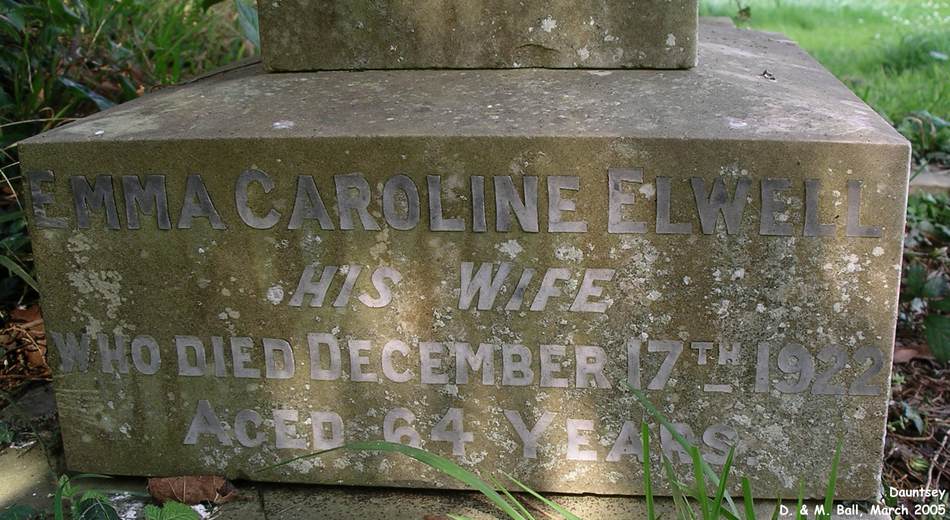 EMMA CAROLINE ELWELL
HIS WIFE
WHO DIED DECEMBER 17TH 1922
AGED 64 YEARS.
Dauntsey
D. & M. Ball, March 2005